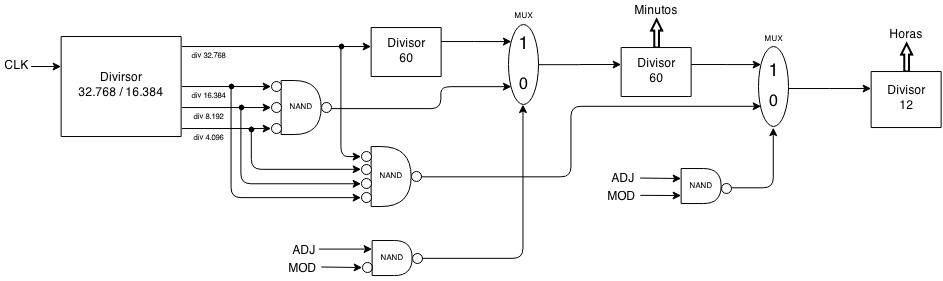 Minutos
MUX
Horas
MUX
CLK
Divirsor
32.768 / 16.384
div 32.768
Divisor
60
1
0
Divisor
60
1
0
Divisor
12
div 16.384
NAND
div 8.192
div 4.096
NAND
ADJ
MOD
NAND
ADJ
MOD
NAND